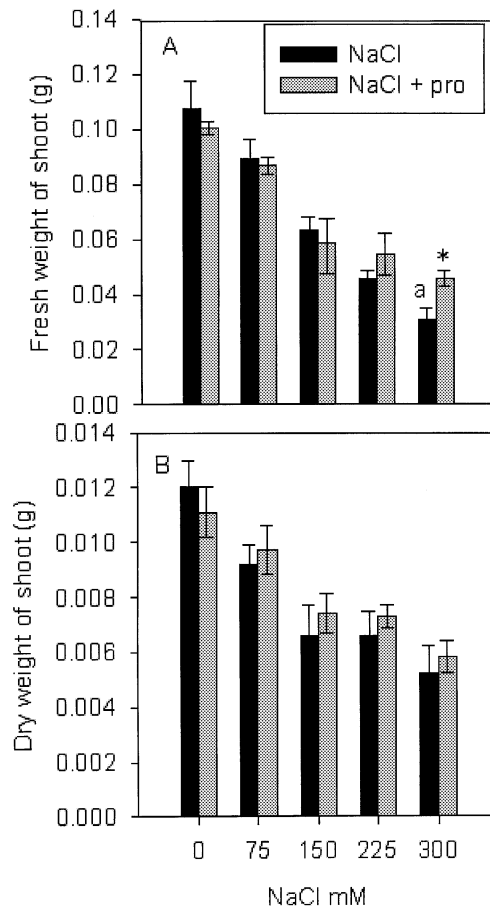 A
NaCl
NaCl + pro
Fresh weight of shoot (g)
0.14
0.12
0.10
0.08
0.06
0.04
0.02
0.00
a
*
B
Dry weight of shoot (g)
0.014
0.012
0.010
0.008
0.006
0.004
0.002
0.000
0 75 150 225 300
NaCl mM